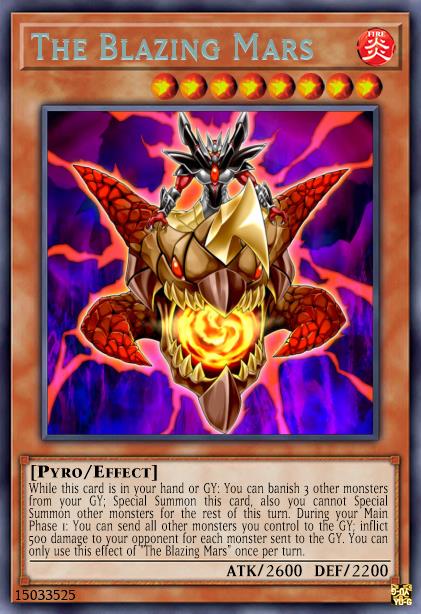 THE BLAZING MARS
FIRE
炎
[PYRO/EFFECT]
While this card is in your hand or GY: You can banish 3 other monsters
from your GY; Special Summon this card, also you cannot Special
Summon other monsters for the rest of this turn. During your Main
Phase 1: You can send all other monsters you control to the GY; inflict
500 damage to your opponent for each monster sent to the GY. You can
only use this effect of "The Blazing Mars" once per turn.
ATK/2600 DEF/2200
15033525